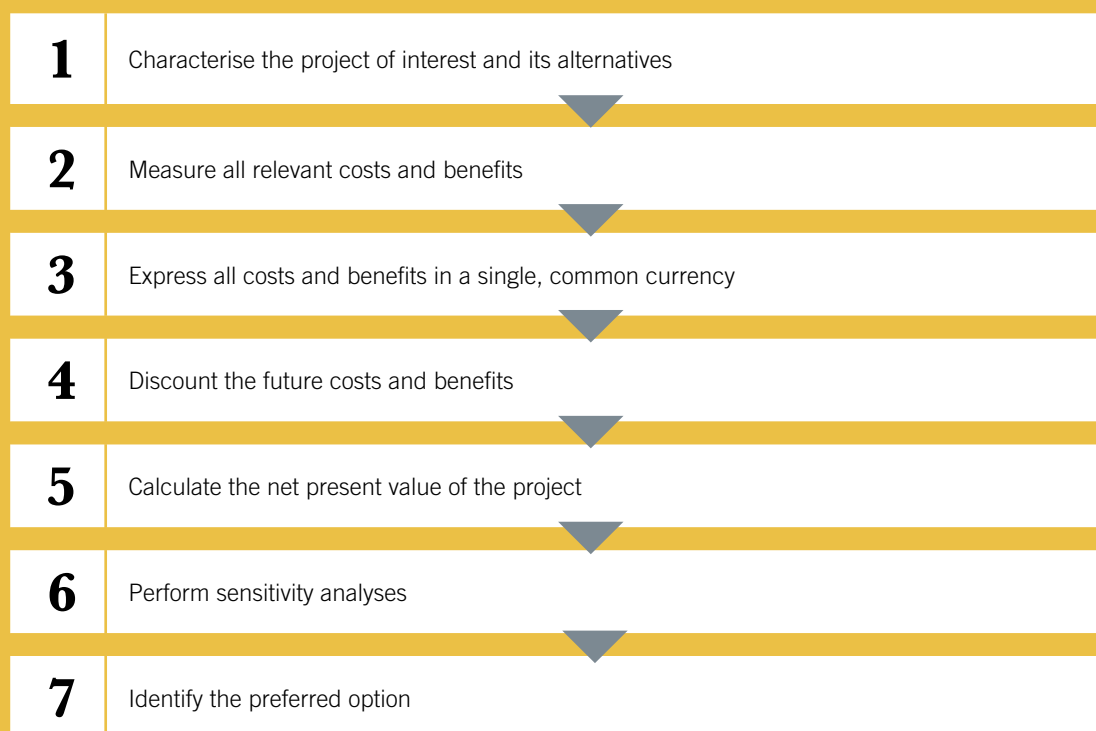 1 Characterise the project of interest and its alternatives
2 Measure all relevant costs and benefits
3 Express all costs and benefits in a single, common currency
4 Discount the future costs and benefits
5 Calculate the net present value of the project
6 Perform sensitivity analyses
7 Identify the preferred option